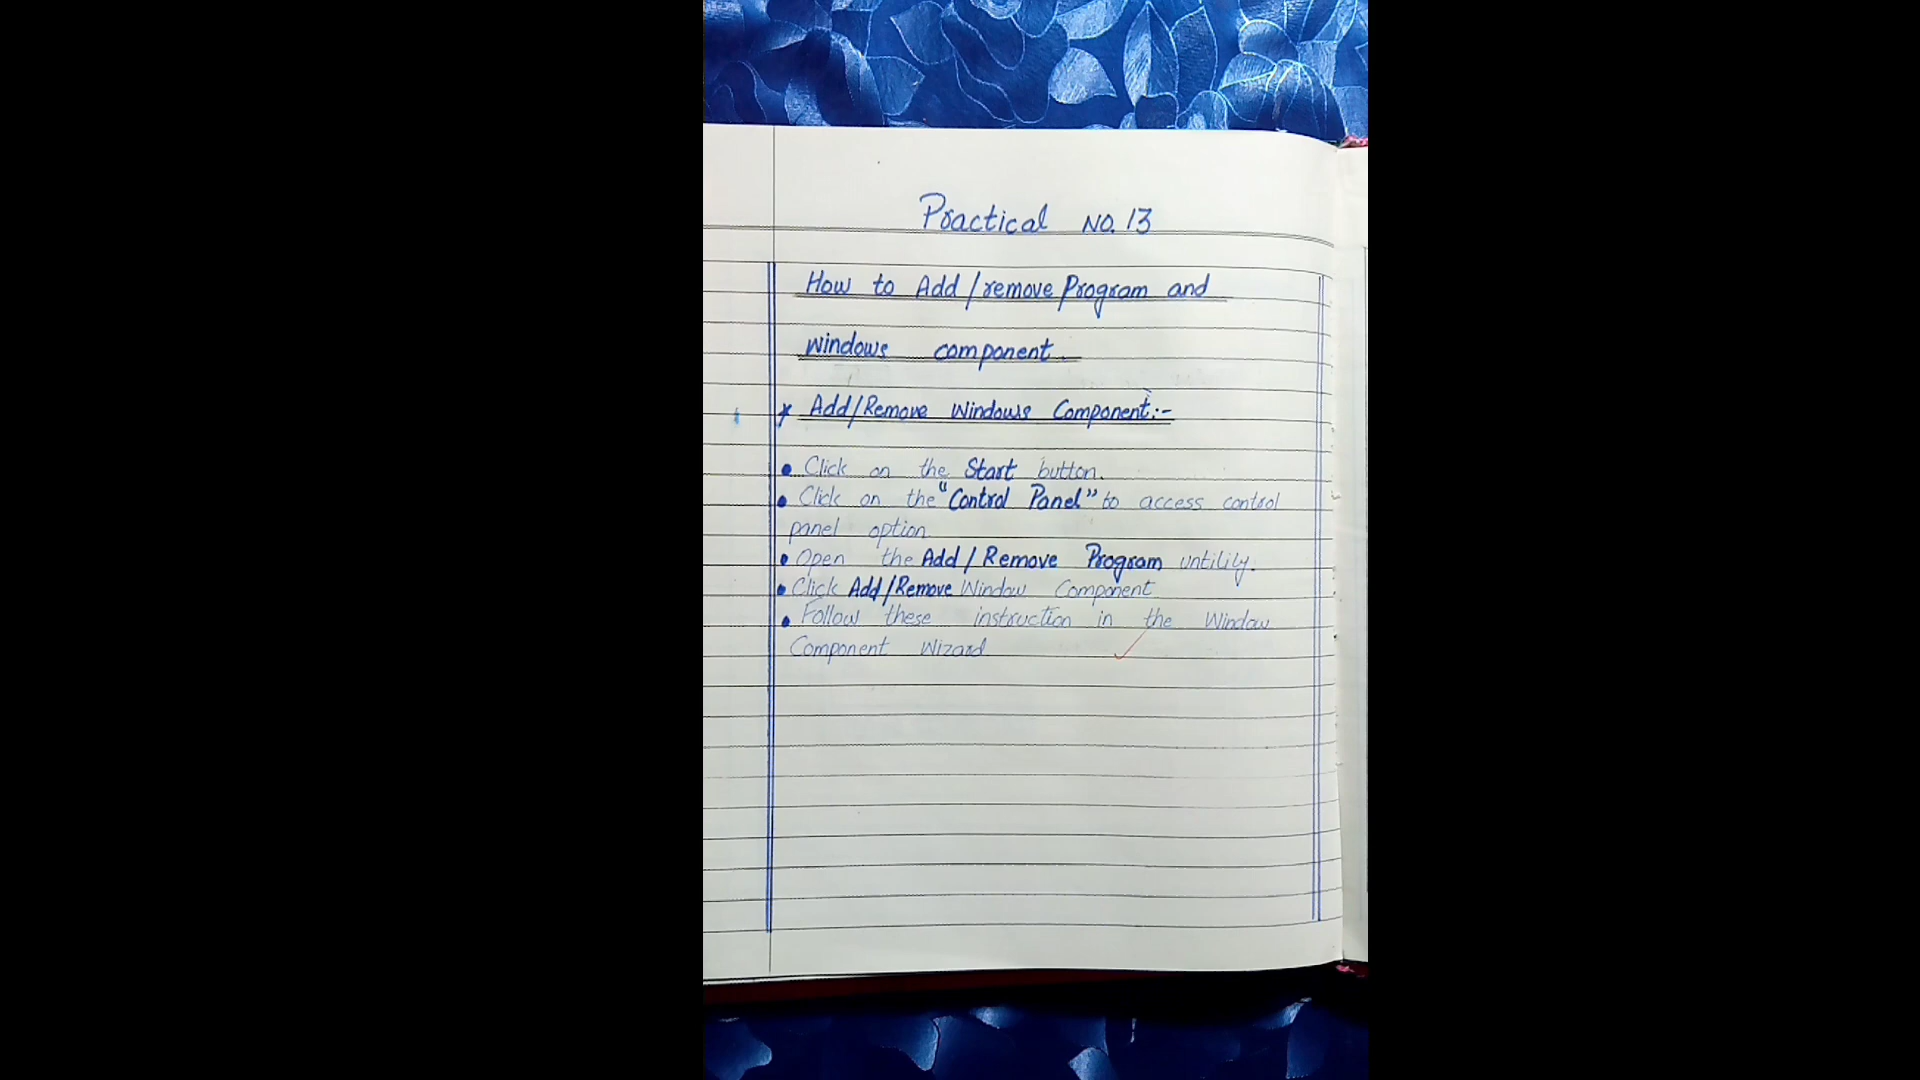 Practical NO. 13
How to Add/remove Program and
windows component.
* Add/Remove Windows Component:-
• Click on the Start button.
• Click on the "Control Panel" to access control
panel option
• Open the Add/Remove Program untilily.
• Click Add/Remove Window Component
• Follow these instruction in the Window
Component Wizard